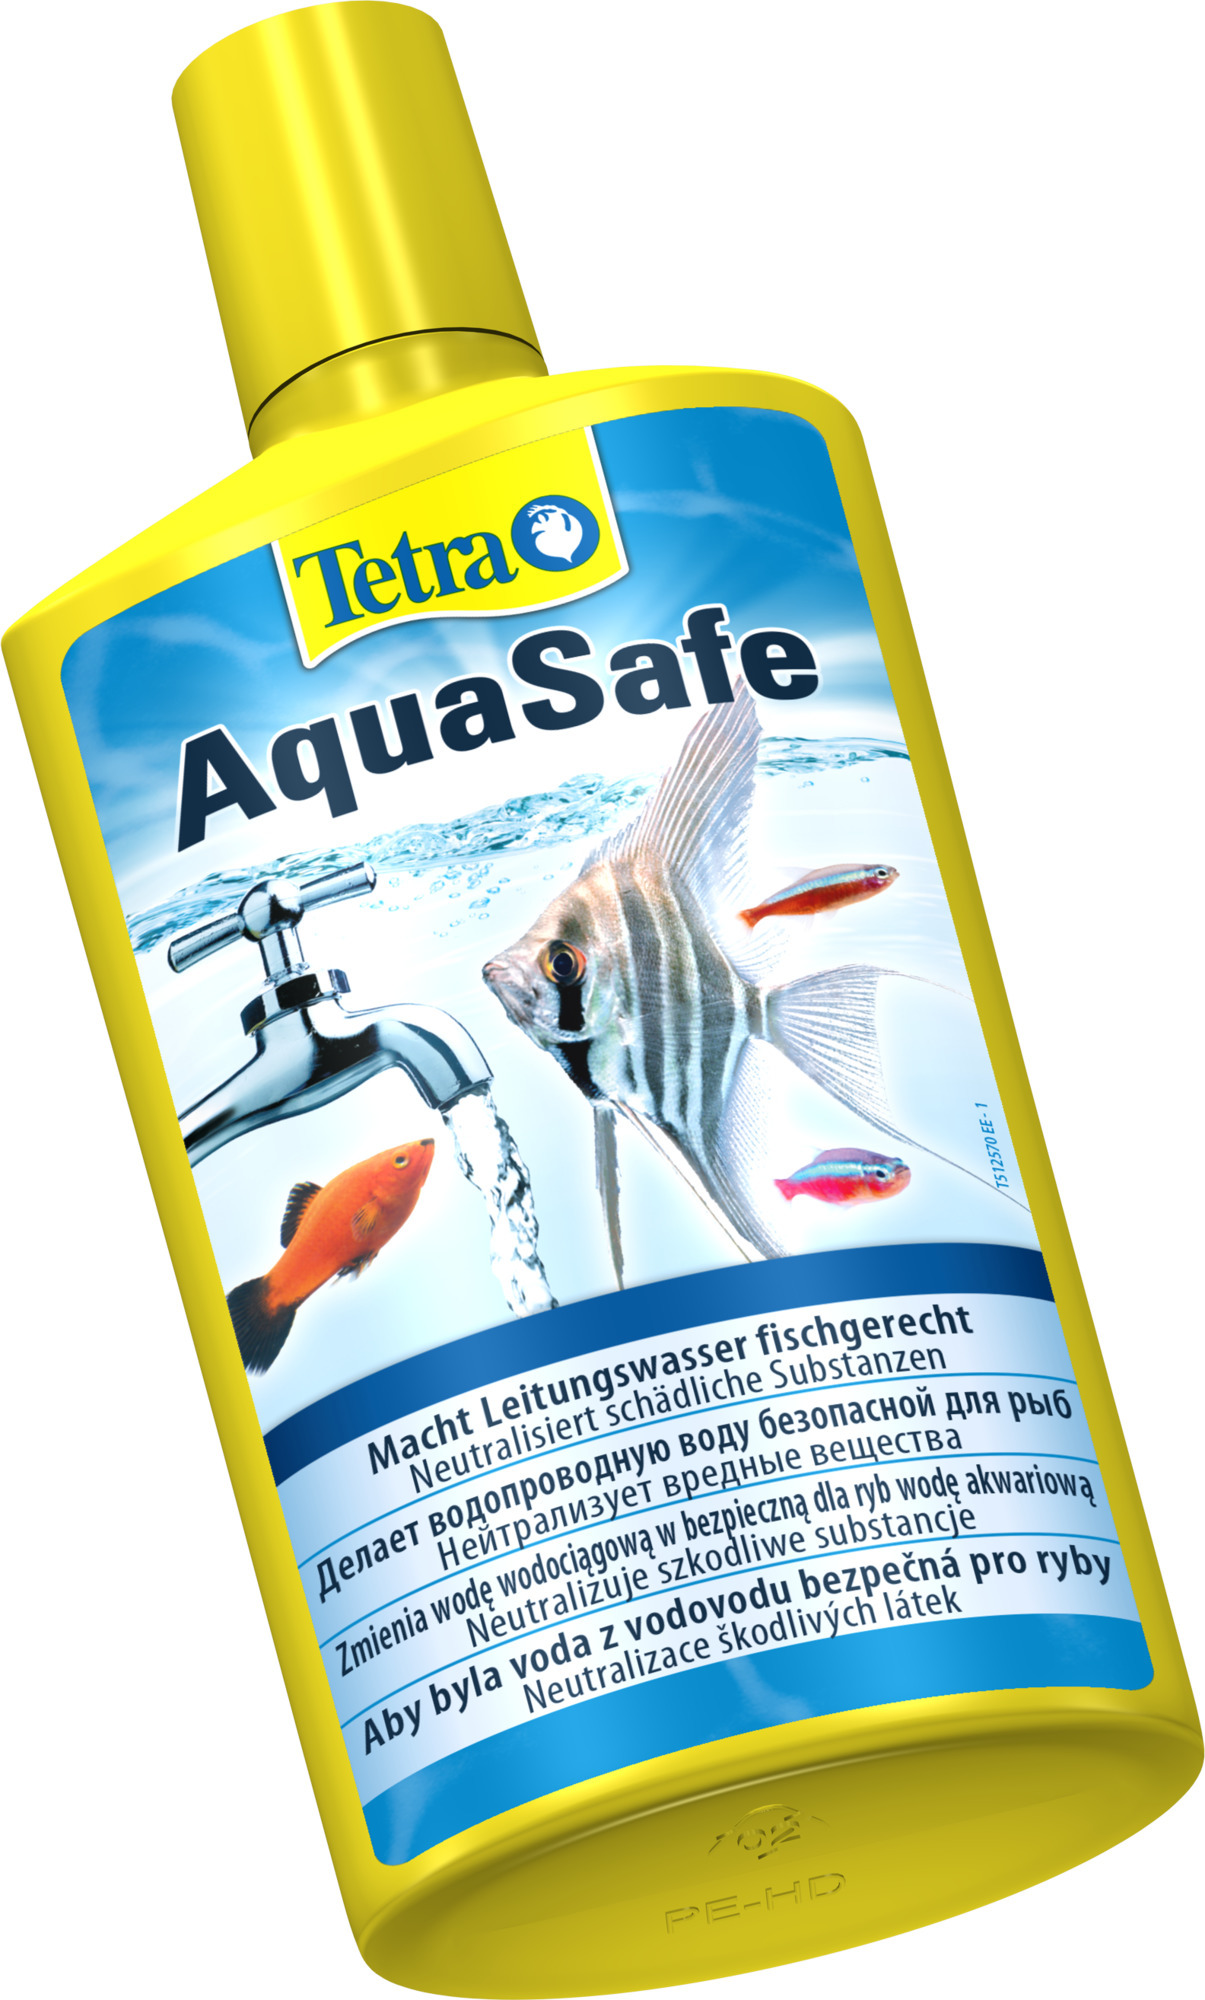 Tetra
AquaSafe
T512570 EE-1
Macht Leitungswasser fischgerecht
Neutralisiert schädliche Substanzen
Делает водопроводную воду безопасной для рыб
Нейтрализует вредные вещества
Zmienia wodę wodociągową w bezpieczną dla ryb wodę akwariową
Neutralizuje szkodliwe substancje
Aby byla voda z vodovodu bezpečná pro ryby
Neutralizace škodlivých látek
02
PE-HD